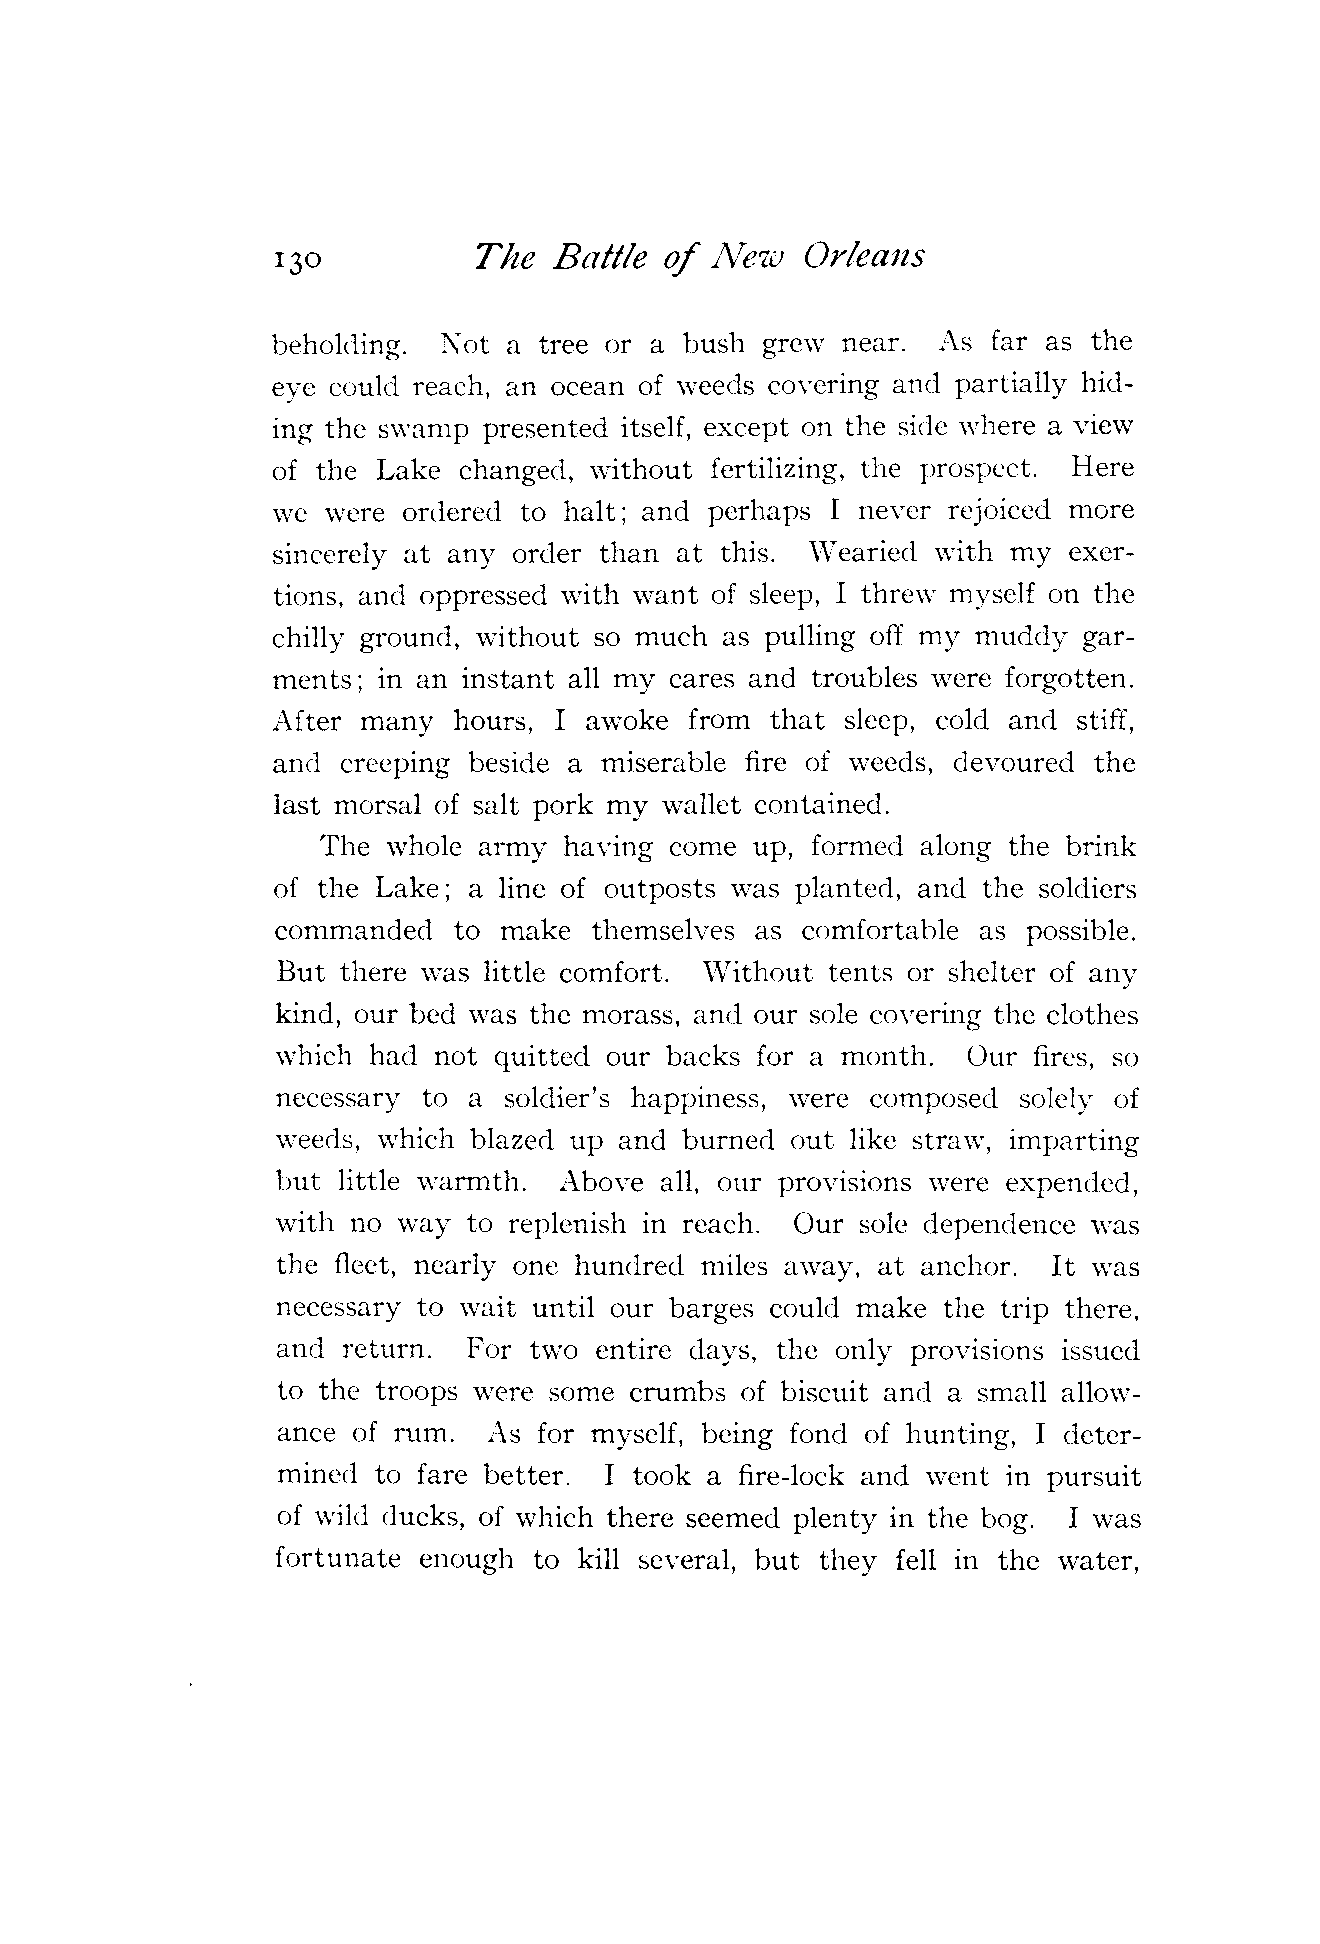 130 The Battle of New Orleans
beholding. Not a tree or a bush grew near. As far as the
eye could reach, an ocean of weeds covering and partially hid-
ing the swamp presented itself, except on the side where a view
of the Lake changed, without fertilizing, the prospect. Here
we were ordered to halt; and perhaps I never rejoiced more
sincerely at any order than at this. Wearied with my exer-
tions, and oppressed with want of sleep, I threw myself on the
chilly ground, without so much as pulling off my muddy gar-
ments; in an instant all my cares and troubles were forgotten.
After many hours, I awoke from that sleep, cold and stiff,
and creeping beside a miserable fire of weeds, devoured the
last morsal of salt pork my wallet contained.
The whole army having come up, formed along the brink
of the Lake; a line of outposts was planted, and the soldiers
commanded to make themselves as comfortable as possible.
But there was little comfort. Without tents or shelter of any
kind, our bed was the morass, and our sole covering the clothes
which had not quitted our backs for a month. Our fires, so
necessary to a soldier's happiness, were composed solely of
weeds, which blazed up and burned out like straw, imparting
but little warmth. Above all, our provisions were expended,
with no way to replenish in reach. Our sole dependence was
the fleet, nearly one hundred miles away, at anchor. It was
necessary to wait until our barges could make the trip there,
and return. For two entire days, the only provisions issued
to the troops were some crumbs of biscuit and a small allow-
ance of rum. As for myself, being fond of hunting, I deter-
mined to fare better. I took a fire-lock and went in pursuit
of wild ducks, of which there seemed plenty in the bog. I was
fortunate enough to kill several, but they fell in the water,